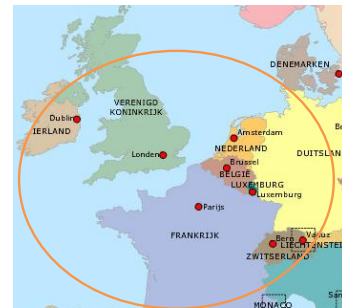 DENEMARKEN
VERENIGD
KONINKRIJK
Dublin
IERLAND
Amsterdam
NEDERLAND
Londen
Brussel
BELGIË
DUITSLAN
LUXEMBURG
Luxemburg
Parijs
FRANKRIJK
Bern
Vaduz
LIECHTENSTEIN
ZWITSERLAND
MONACO